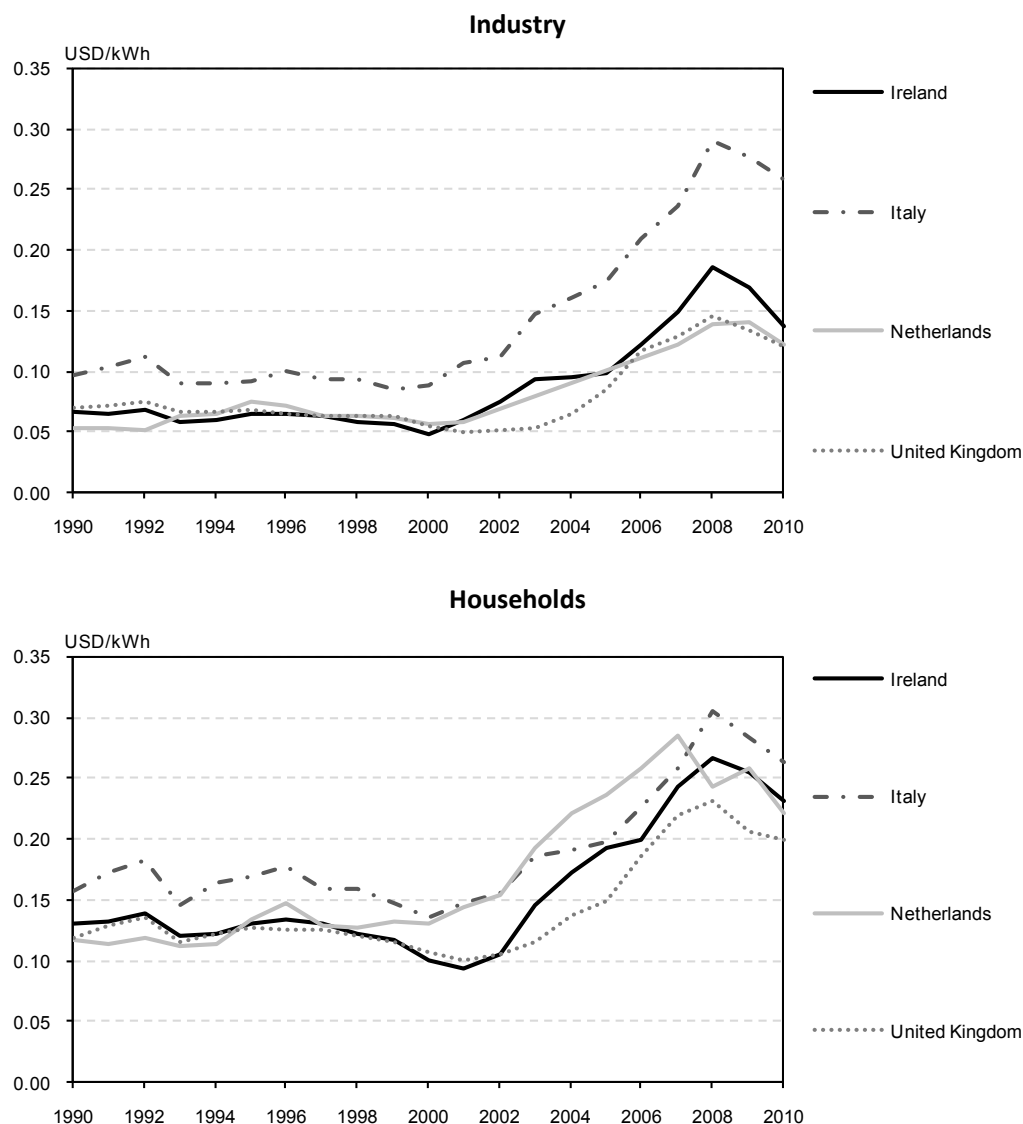 Industry
USD/kWh
0.35
0.30
0.25
0.20
0.15
0.10
0.05
0.00
1990 1992 1994 1996 1998 2000 2002 2004 2006 2008 2010
Ireland
Italy
Netherlands
United Kingdom
Households
USD/kWh
0.35
0.30
0.25
0.20
0.15
0.10
0.05
0.00
1990 1992 1994 1996 1998 2000 2002 2004 2006 2008 2010
Ireland
Italy
Netherlands
United Kingdom